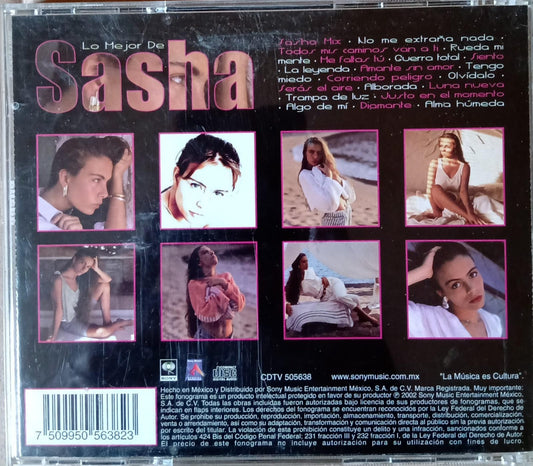 Lo Mejor De
Sasha
Sasha Mix · No me extraña nada ·
Todos mis caminos van a ti · Rueda mi
mente · Me fallas tú · Guerra total · Siento
· La leyenda · Amante sin amor · Tengo
miedo · Corriendo peligro · Olvídalo ·
Serás el aire · Alborada · Luna nueva
· Trampa de luz · Justo en el momento
· Algo de mí · Diamante · Alma húmeda
SONY
COMPACT
disc
DIGITAL AUDIO
CDTV 505638
www.sonymusic.com.mx
"La Música es Cultura".
Hecho en México y Distribuido por Sony Music Entertainment México, S.A. de C.V. Marca Registrada. Muy importante:
Este fonograma es un producto intelectual protegido en favor de su productor ℗ 2002 Sony Music Entertainment México,
S.A. de C.V. Todas las obras incluidas fueron autorizadas bajo licencia de sus productores de fonogramas, que se
indican en flaps interiores. Los derechos del fonograma se encuentran reconocidos por la Ley Federal del Derecho de
Autor. Se prohibe su producción, reproducción, importación, almacenamiento, transporte, distribución, comercialización,
venta o arrendamiento, así como su adaptación, transformación y comunicación directa al público sin la previa autorización
por escrito del titular. La violación de esta prohibición constituye un delito y una infracción, sancionados conforme a
los artículos 424 Bis del Código Penal Federal; 231 fracción III y 232 fracción I, de la Ley Federal del Derecho de Autor.
El precio de este fonograma no incluye autorización para su utilización con fines de lucro
7 509950 563823